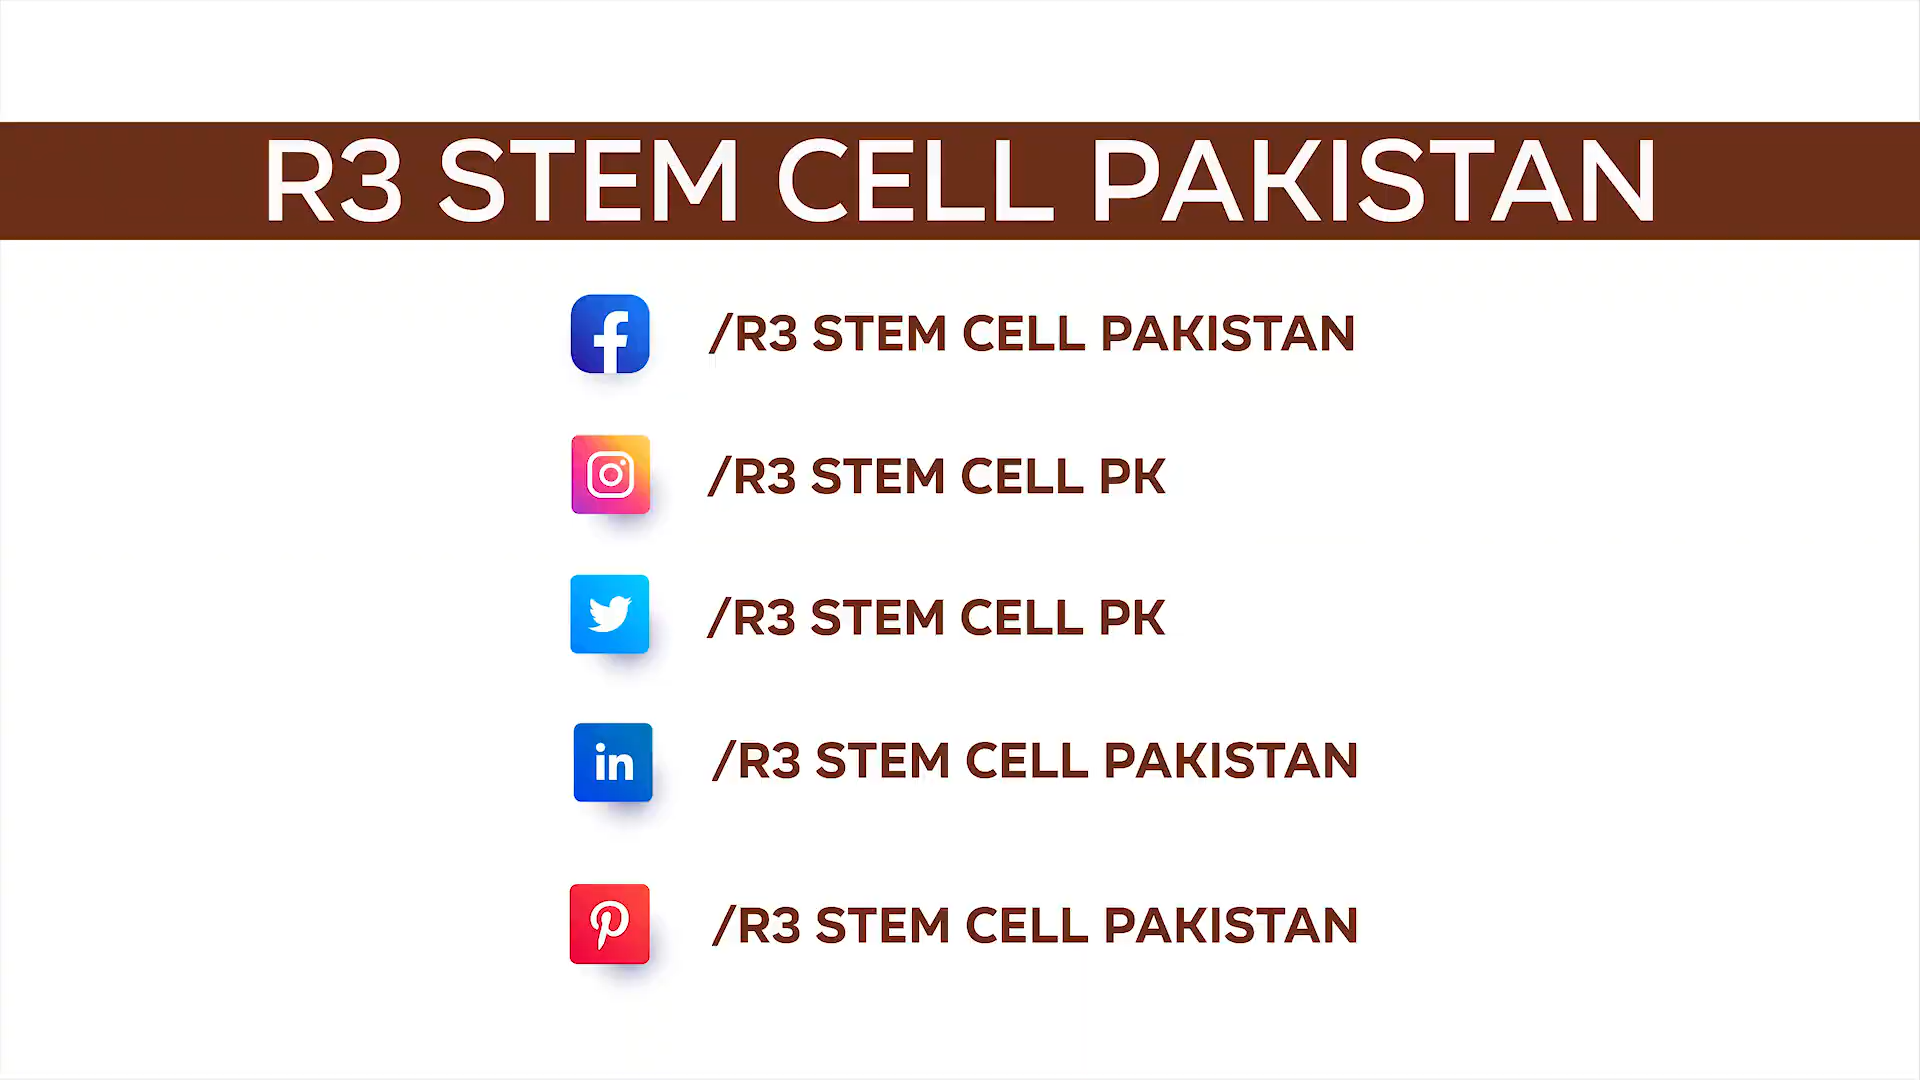 R3 STEM CELL PAKISTAN
/R3 STEM CELL PAKISTAN
/R3 STEM CELL PK
/R3 STEM CELL PK
in /R3 STEM CELL PAKISTAN
/R3 STEM CELL PAKISTAN